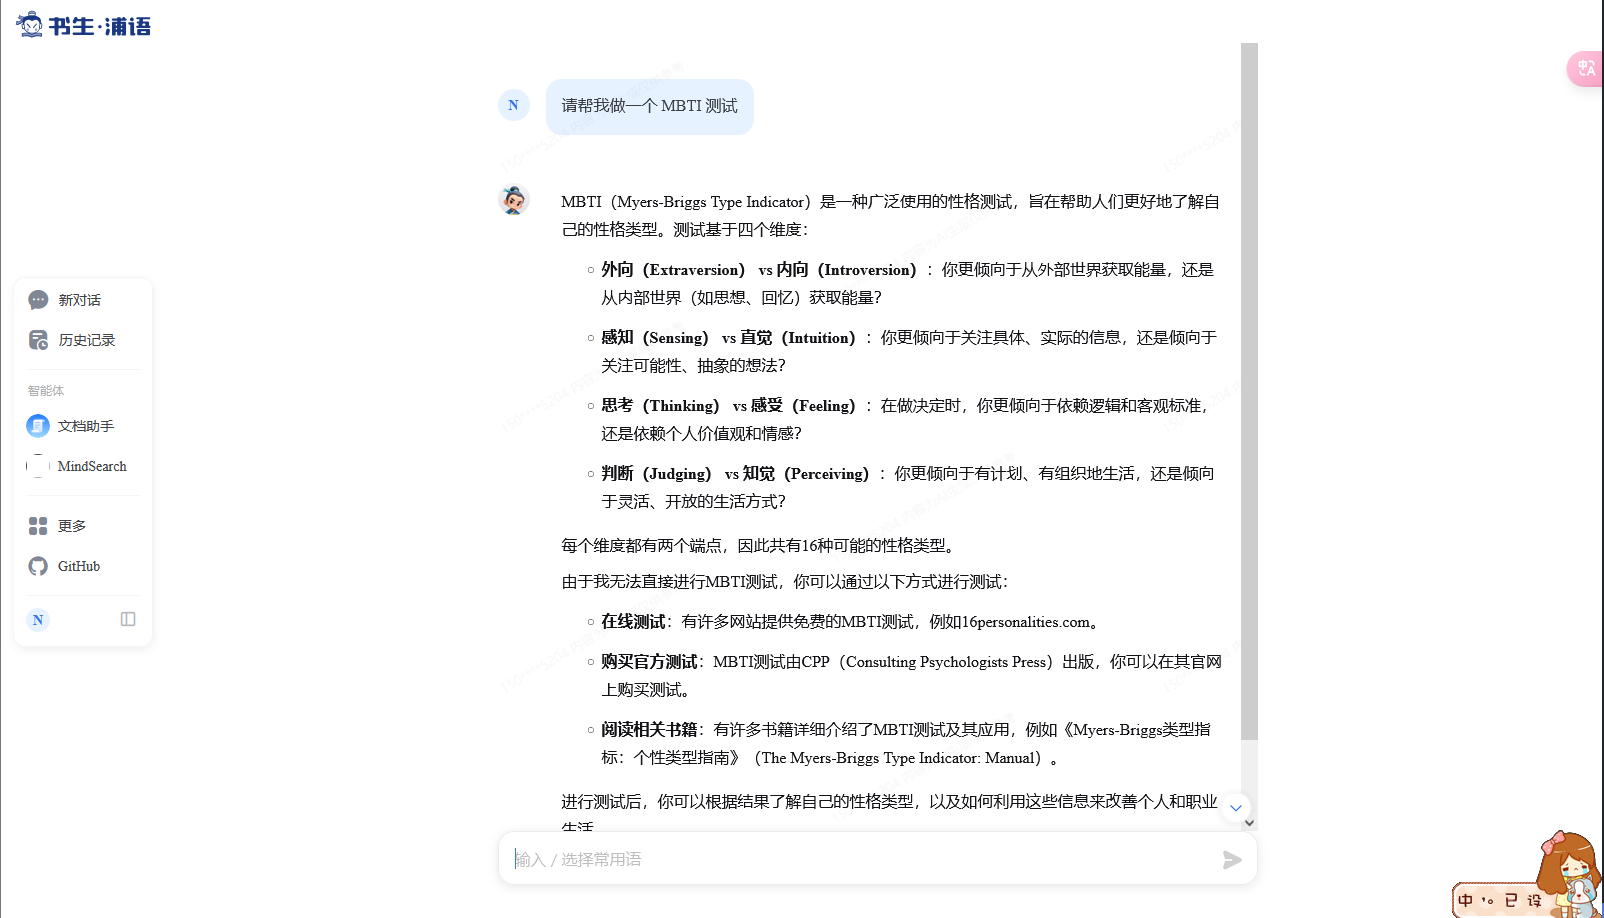 书生·浦语
N
请帮我做一个 MBTI 测试
MBTI（Myers-Briggs Type Indicator）是一种广泛使用的性格测试，旨在帮助人们更好地了解自
己的性格类型。测试基于四个维度：
外向（Extraversion） vs 内向（Introversion）：你更倾向于从外部世界获取能量，还是
从内部世界（如思想、回忆）获取能量？
感知（Sensing） vs 直觉（Intuition）：你更倾向于关注具体、实际的信息，还是倾向于
关注可能性、抽象的想法？
思考（Thinking） vs 感受（Feeling）：在做决定时，你更倾向于依赖逻辑和客观标准，
还是依赖个人价值观和情感？
判断（Judging） vs 知觉（Perceiving）：你更倾向于有计划、有组织地生活，还是倾向
于灵活、开放的生活方式？
每个维度都有两个端点，因此共有16种可能的性格类型。
由于我无法直接进行MBTI测试，你可以通过以下方式进行测试：
在线测试：有许多网站提供免费的MBTI测试，例如16personalities.com。
购买官方测试：MBTI测试由CPP（Consulting Psychologists Press）出版，你可以在其官网
上购买测试。
阅读相关书籍：有许多书籍详细介绍了MBTI测试及其应用，例如《Myers-Briggs类型指
标：个性类型指南》（The Myers-Briggs Type Indicator: Manual）。
进行测试后，你可以根据结果了解自己的性格类型，以及如何利用这些信息来改善个人和职业
生活
输入 / 选择常用语
新对话
历史记录
智能体
文档助手
MindSearch
更多
GitHub
N
中 已 设